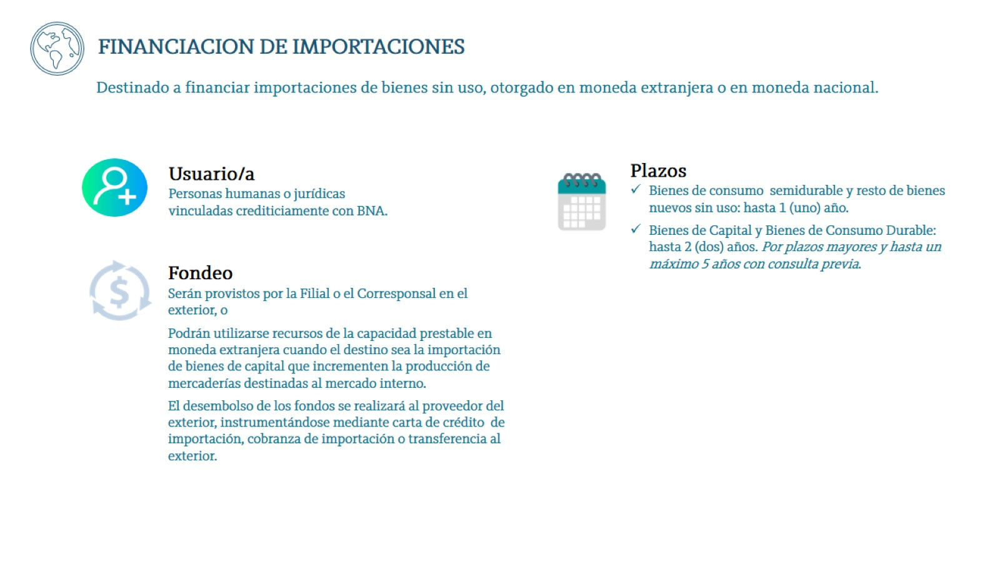 FINANCIACION DE IMPORTACIONES
Destinado a financiar importaciones de bienes sin uso, otorgado en moneda extranjera o en moneda nacional.
Usuario/a
Personas humanas o jurídicas
vinculadas crediticiamente con BNA.
Fondeo
Serán provistos por la Filial o el Corresponsal en el
exterior, o
Podrán utilizarse recursos de la capacidad prestable en
moneda extranjera cuando el destino sea la importación
de bienes de capital que incrementen la producción de
mercaderías destinadas al mercado interno.
El desembolso de los fondos se realizará al proveedor del
exterior, instrumentándose mediante carta de crédito  de
importación, cobranza de importación o transferencia al
exterior.
Plazos
✓ Bienes de consumo  semidurable y resto de bienes
nuevos sin uso: hasta 1 (uno) año.
✓ Bienes de Capital y Bienes de Consumo Durable:
hasta 2 (dos) años. Por plazos mayores y hasta un
máximo 5 años con consulta previa.
$